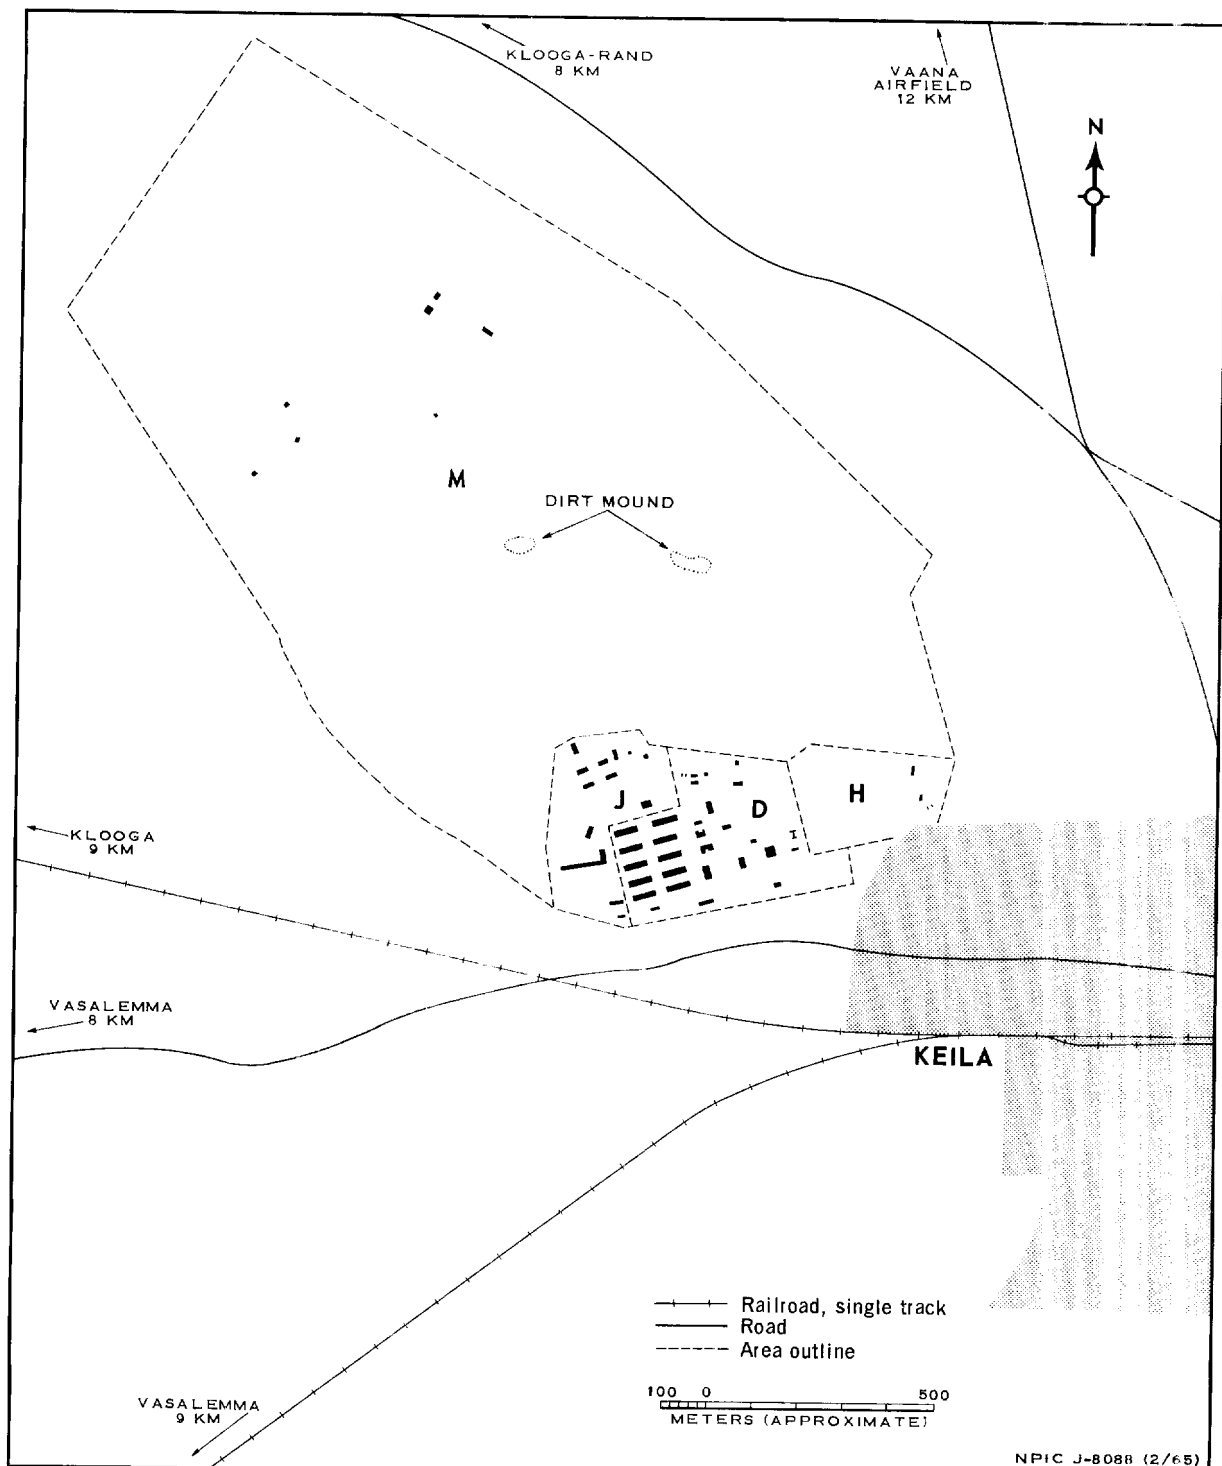 KLOOGA-RAND
8 KM
VAANA
AIRFIELD
12 KM
N
M
DIRT MOUND
J
D
H
KLOOGA
9 KM
VASALEMMA
8 KM
KEILA
Railroad, single track
Road
Area outline
100 0 500
METERS (APPROXIMATE)
VASALEMMA
9 KM
NPIC J-8088 (2/65)